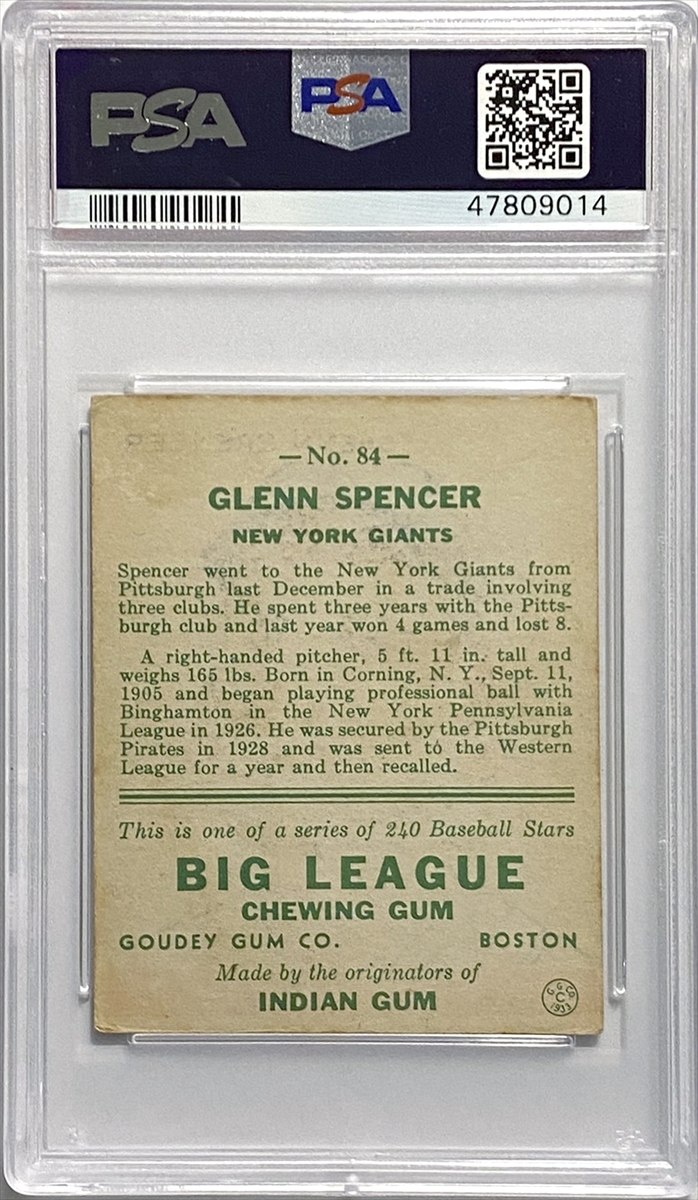 PSA
PSA
47809014
— No. 84 —
GLENN SPENCER
NEW YORK GIANTS
Spencer went to the New York Giants from
Pittsburgh last December in a trade involving
three clubs. He spent three years with the Pitts-
burgh club and last year won 4 games and lost 8.
A right-handed pitcher, 5 ft. 11 in. tall and
weighs 165 lbs. Born in Corning, N. Y., Sept. 11,
1905 and began playing professional ball with
Binghamton in the New York Pennsylvania
League in 1926. He was secured by the Pittsburgh
Pirates in 1928 and was sent to the Western
League for a year and then recalled.
This is one of a series of 240 Baseball Stars
BIG LEAGUE
CHEWING GUM
GOUDEY GUM CO. BOSTON
Made by the originators of
INDIAN GUM
G G CO.
C
1933